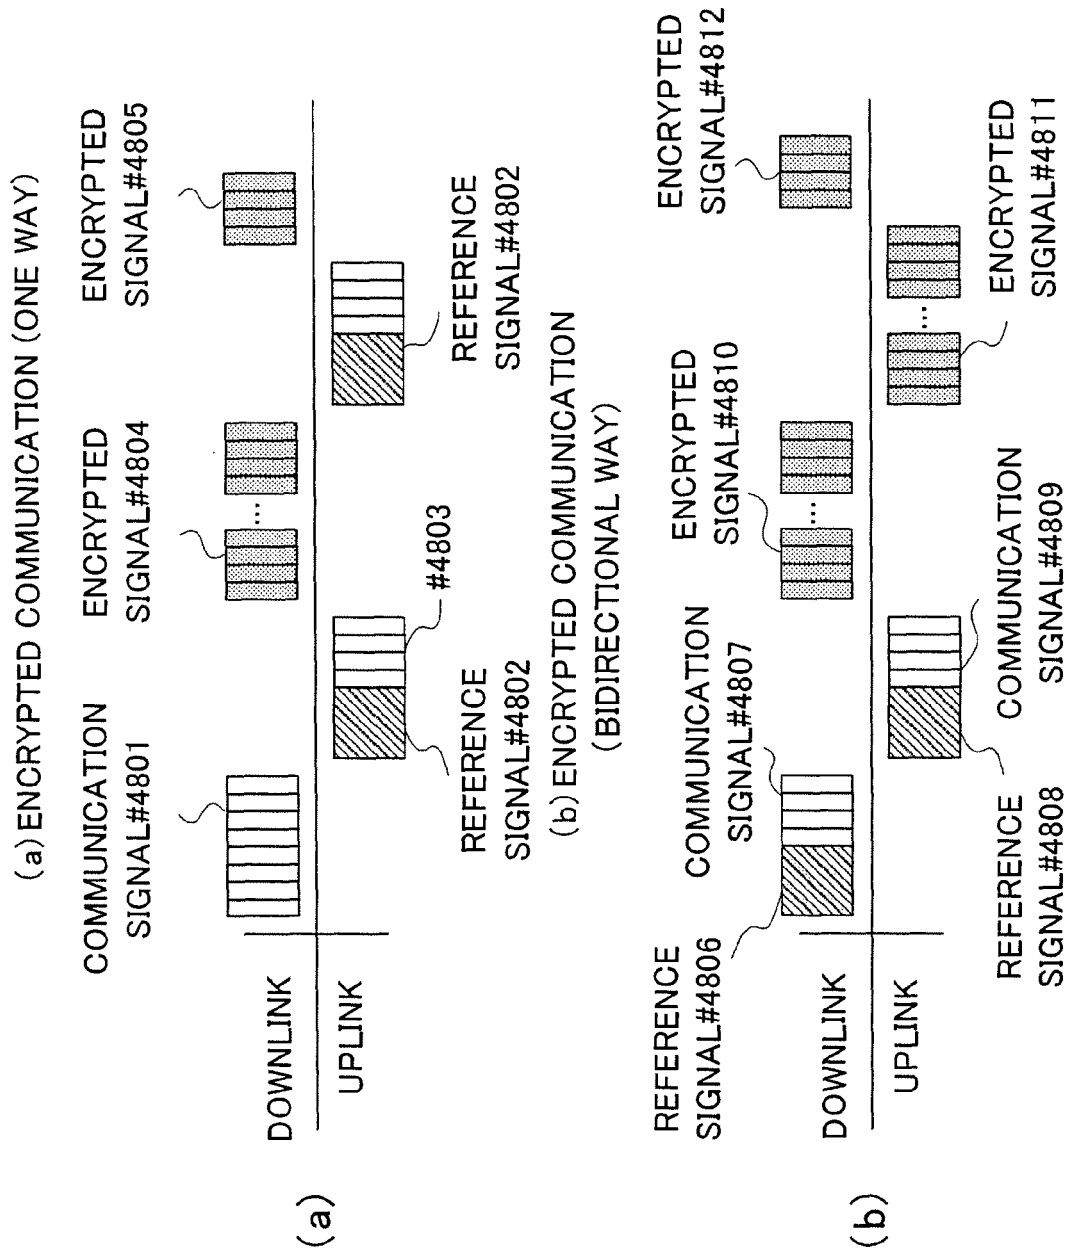 (a) ENCRYPTED COMMUNICATION (ONE WAY)
COMMUNICATION
SIGNAL#4801
ENCRYPTED
SIGNAL#4804
ENCRYPTED
SIGNAL#4805
DOWNLINK
(a)
UPLINK
REFERENCE
SIGNAL#4802
#4803
REFERENCE
SIGNAL#4802
(b) ENCRYPTED COMMUNICATION
(BIDIRECTIONAL WAY)
REFERENCE
SIGNAL#4806
COMMUNICATION
SIGNAL#4807
ENCRYPTED
SIGNAL#4810
ENCRYPTED
SIGNAL#4812
DOWNLINK
(b)
UPLINK
REFERENCE
SIGNAL#4808
COMMUNICATION
SIGNAL#4809
ENCRYPTED
SIGNAL#4811